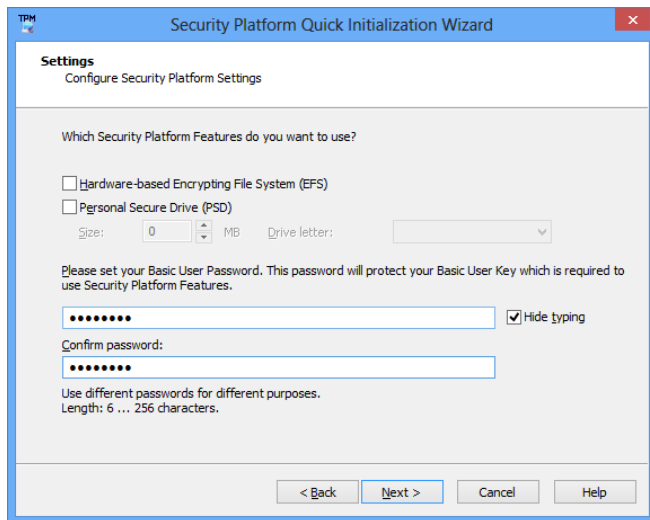 TPM
Security Platform Quick Initialization Wizard
Settings
Configure Security Platform Settings
Which Security Platform Features do you want to use?
Hardware-based Encrypting File System (EFS)
Personal Secure Drive (PSD)
Size: 0 MB Drive letter:
Please set your Basic User Password. This password will protect your Basic User Key which is required to
use Security Platform Features.
●●●●●●●● Hide typing
Confirm password:
●●●●●●●●
Use different passwords for different purposes.
Length: 6 ... 256 characters.
< Back Next > Cancel Help